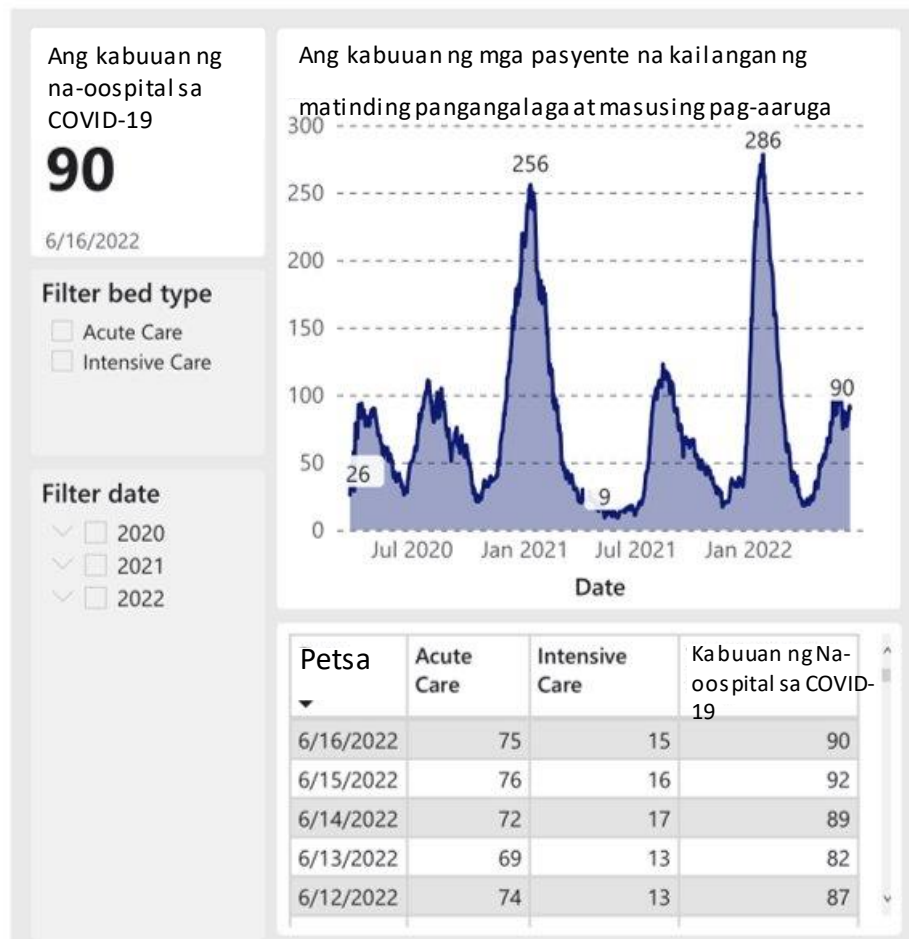 Ang kabuuan ng
na-oospital sa
COVID-19
90
6/16/2022
Filter bed type
Acute Care
Intensive Care
Filter date
2020
2021
2022
Ang kabuuan ng mga pasyente na kailangan ng
matinding pangangalaga at masusing pag-aaruga
300
250
200
150
100
50
0
26
256
9
286
90
Jul 2020 Jan 2021 Jul 2021 Jan 2022
Date
Petsa
Acute
Care
Intensive
Care
Kabuuan ng Na-
oospital sa COVID-
19
6/16/2022 75 15 90
6/15/2022 76 16 92
6/14/2022 72 17 89
6/13/2022 69 13 82
6/12/2022 74 13 87